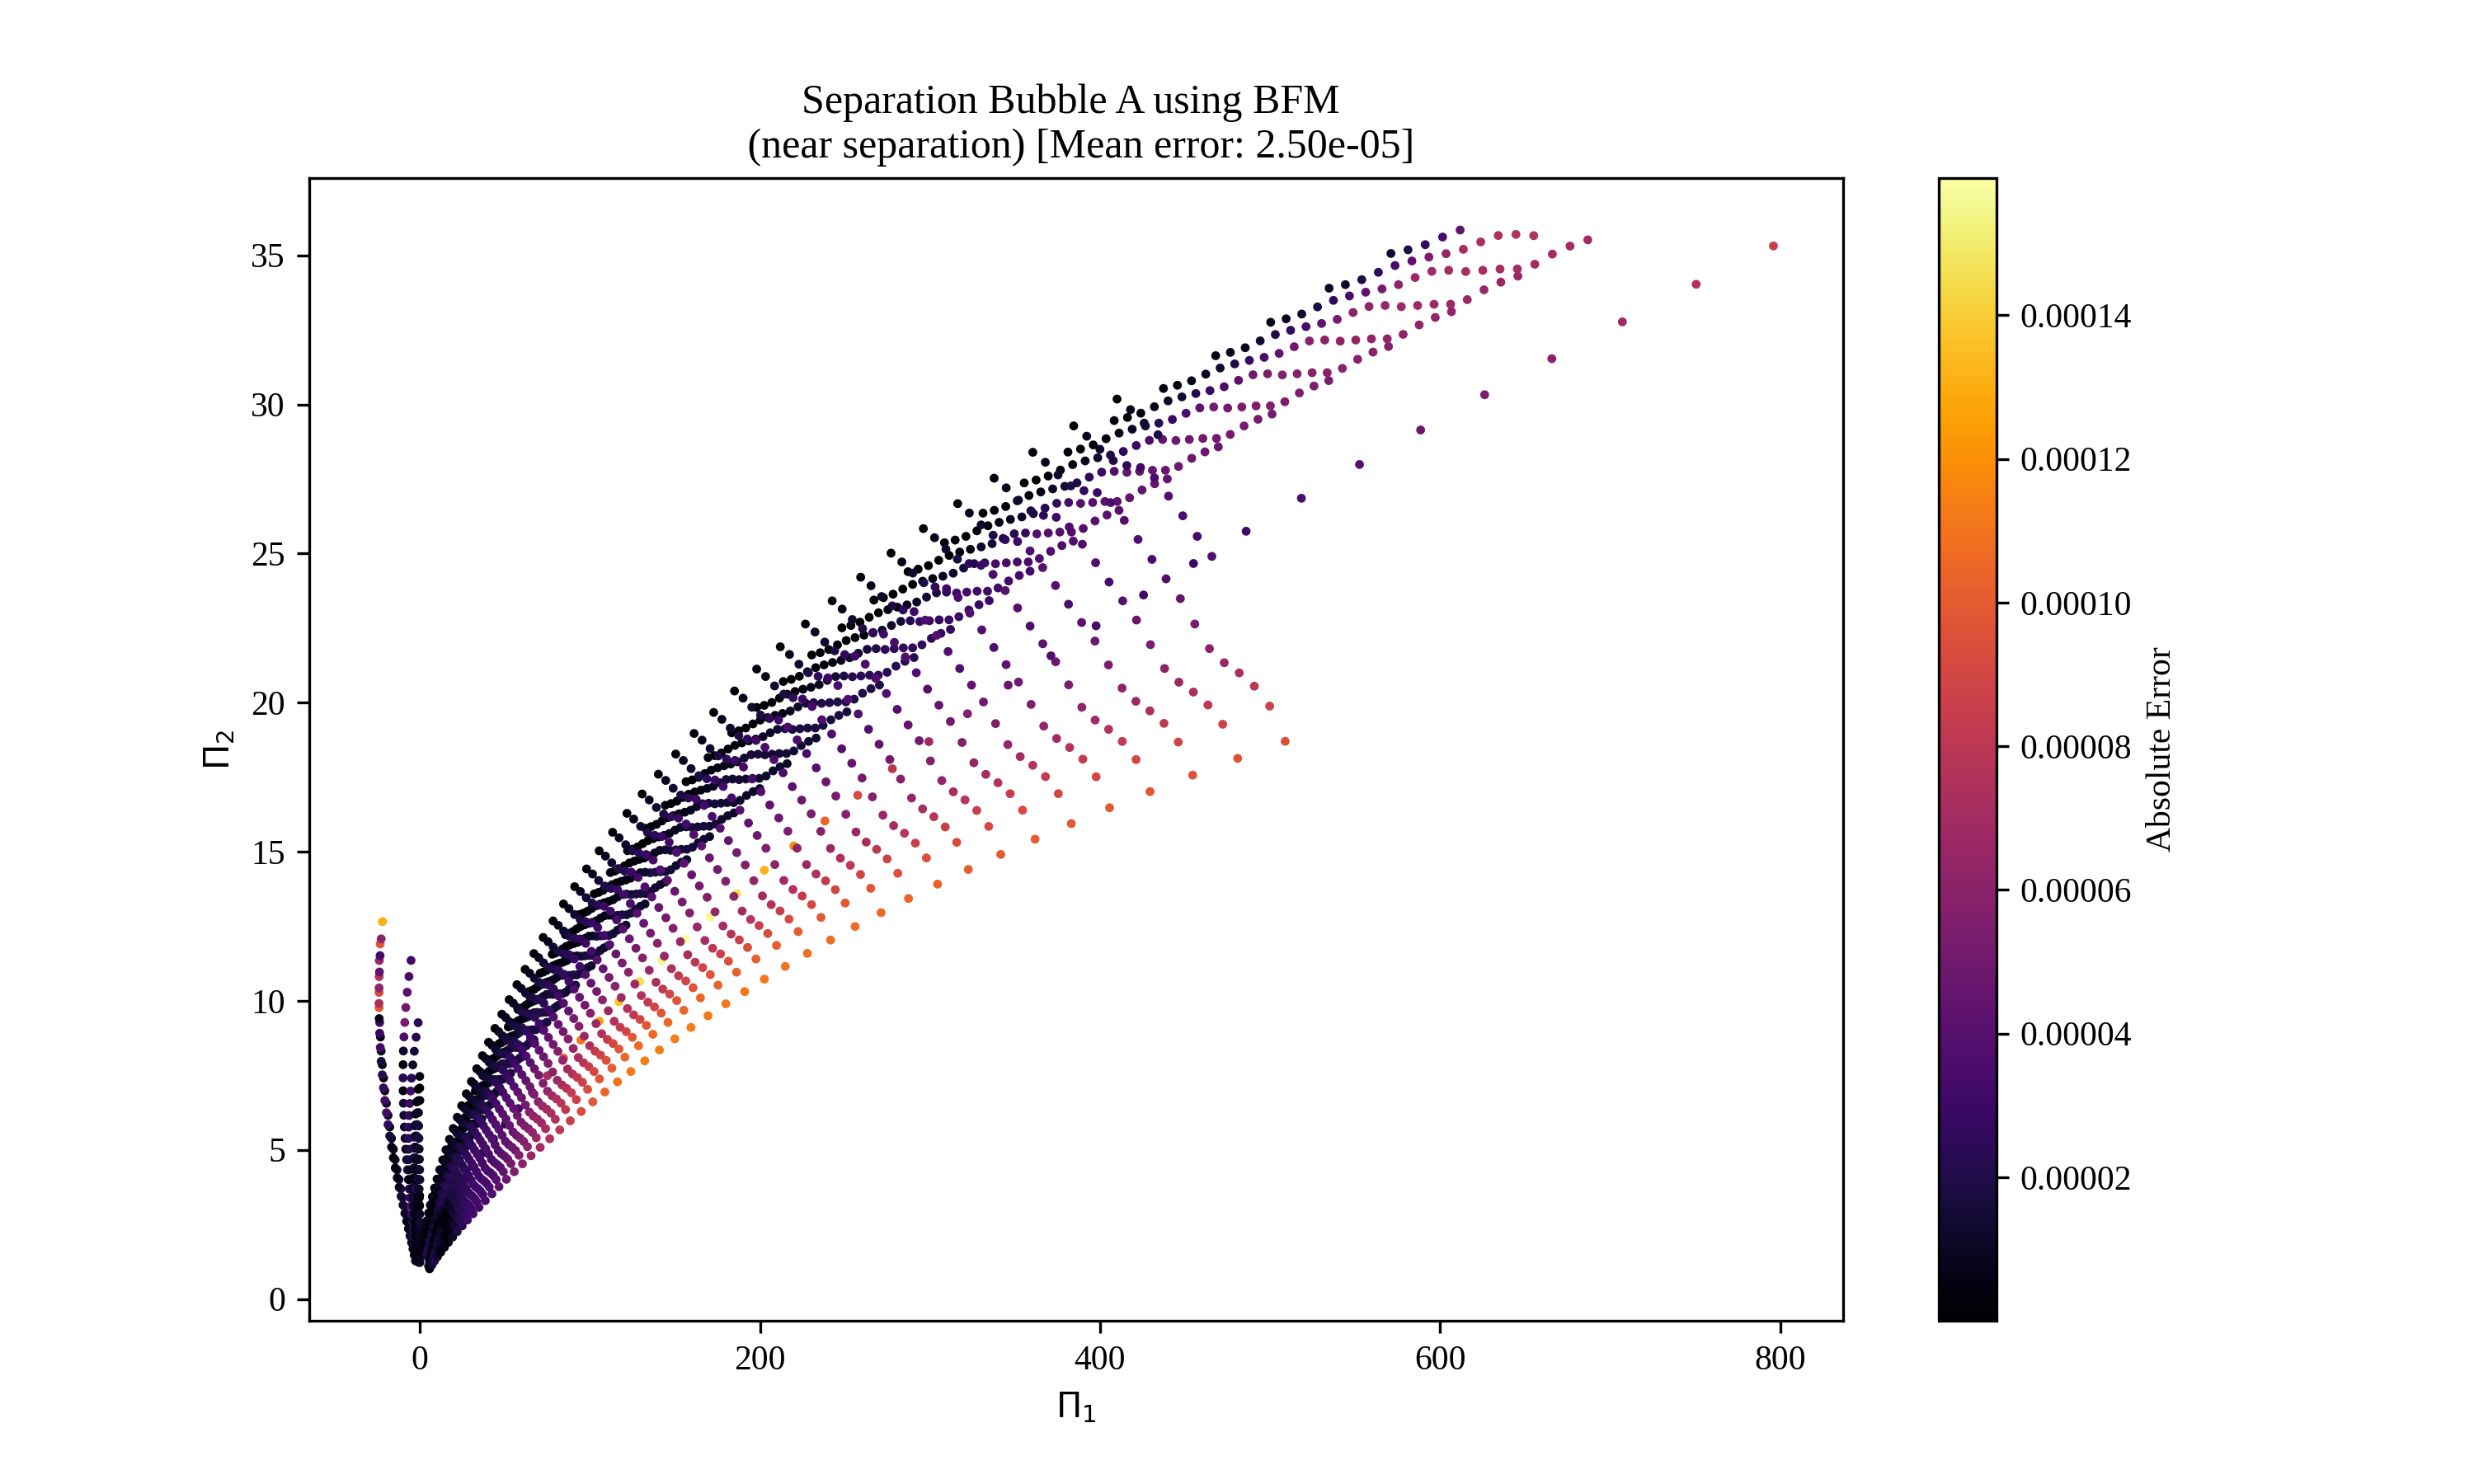 Separation Bubble A using BFM
(near separation) [Mean error: 2.50e-05]
35
30
25
20
15
10
5
0
Π2
0 200 400 600 800
Π1
0.00014
0.00012
0.00010
0.00008
0.00006
0.00004
0.00002
Absolute Error